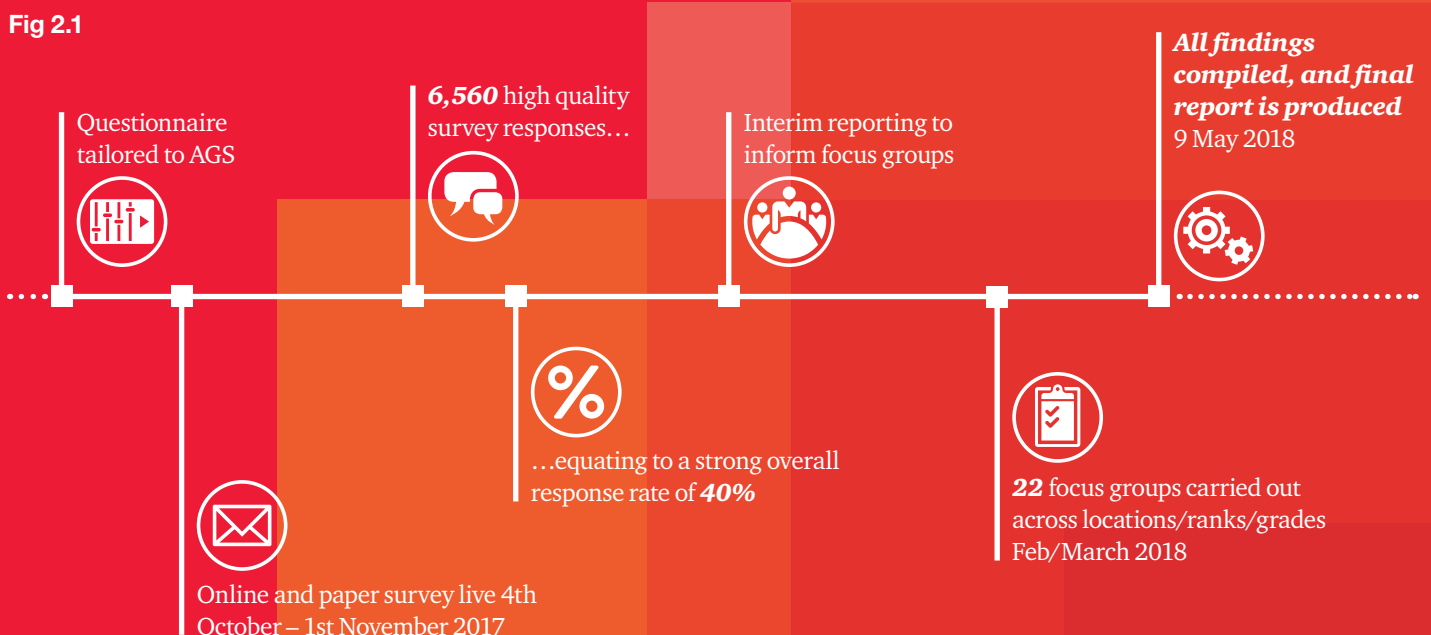 Fig 2.1
Questionnaire
tailored to AGS
Online and paper survey live 4th
October – 1st November 2017
6,560 high quality
survey responses…
…equating to a strong overall
response rate of 40%
Interim reporting to
inform focus groups
22 focus groups carried out
across locations/ranks/grades
Feb/March 2018
All findings
compiled, and final
report is produced
9 May 2018